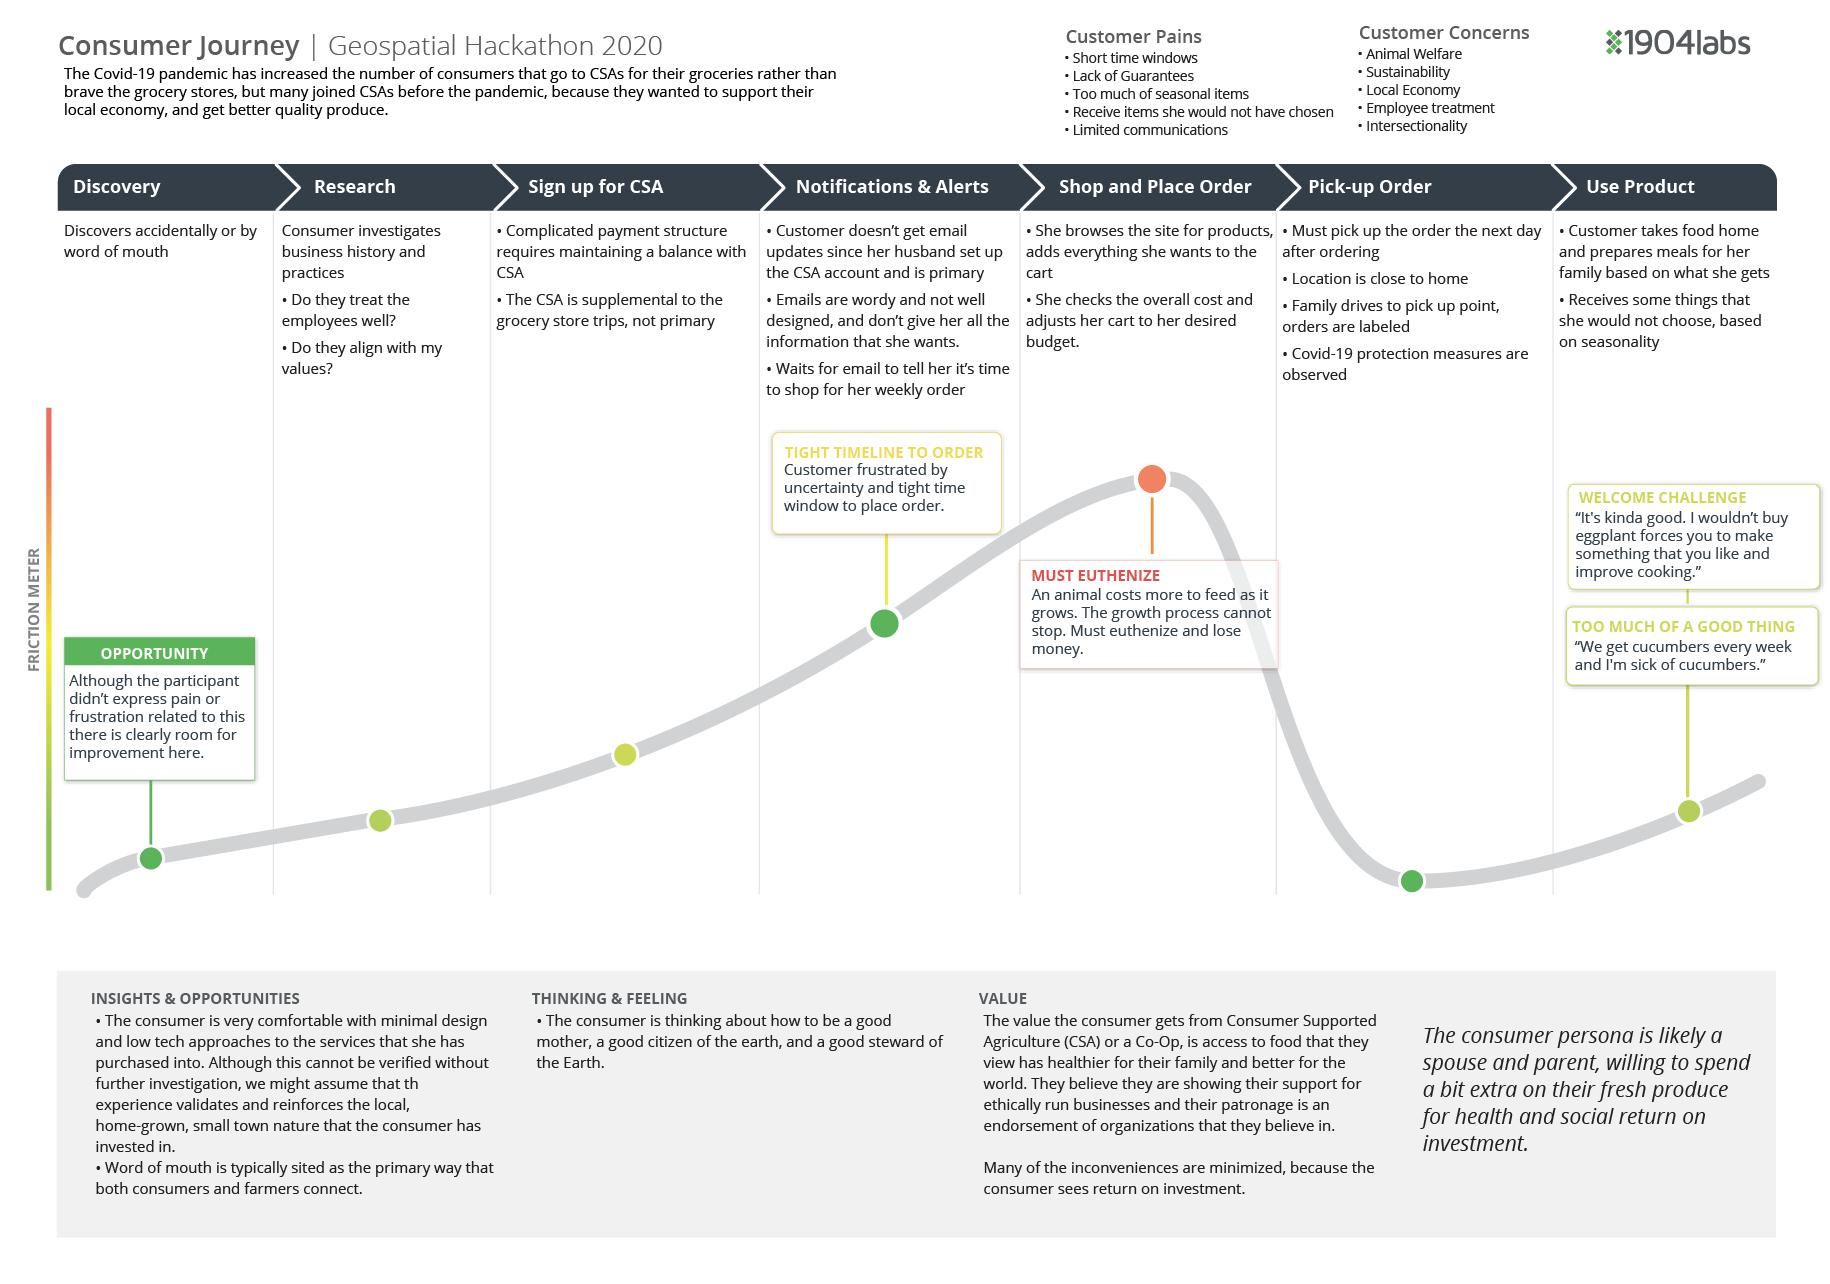 Consumer Journey | Geospatial Hackathon 2020
The Covid-19 pandemic has increased the number of consumers that go to CSAs for their groceries rather than
brave the grocery stores, but many joined CSAs before the pandemic, because they wanted to support their
local economy, and get better quality produce.
Customer Pains
• Short time windows
• Lack of Guarantees
• Too much of seasonal items
• Receive items she would not have chosen
• Limited communications
Customer Concerns
• Animal Welfare
• Sustainability
• Local Economy
• Employee treatment
• Intersectionality
1904labs
Discovery
Research
Sign up for CSA
Notifications & Alerts
Shop and Place Order
Pick-up Order
Use Product
Discovers accidentally or by
word of mouth
Consumer investigates
business history and
practices
• Do they treat the
employees well?
• Do they align with my
values?
• Complicated payment structure
requires maintaining a balance with
CSA
• The CSA is supplemental to the
grocery store trips, not primary
• Customer doesn't get email
updates since her husband set up
the CSA account and is primary
• Emails are wordy and not well
designed, and don't give her all the
information that she wants.
• Waits for email to tell her it's time
to shop for her weekly order
• She browses the site for products,
adds everything she wants to the
cart
• She checks the overall cost and
adjusts her cart to her desired
budget.
• Must pick up the order the next day
after ordering
• Location is close to home
• Family drives to pick up point,
orders are labeled
• Covid-19 protection measures are
observed
• Customer takes food home
and prepares meals for her
family based on what she gets
• Receives some things that
she would not choose, based
on seasonality
FRICTION METER
OPPORTUNITY
Although the participant
didn't express pain or
frustration related to this
there is clearly room for
improvement here.
TIGHT TIMELINE TO ORDER
Customer frustrated by
uncertainty and tight time
window to place order.
MUST EUTHENIZE
An animal costs more to feed as it
grows. The growth process cannot
stop. Must euthenize and lose
money.
WELCOME CHALLENGE
“It's kinda good. I wouldn't buy
eggplant forces you to make
something that you like and
improve cooking.”
TOO MUCH OF A GOOD THING
“We get cucumbers every week
and I'm sick of cucumbers.”
INSIGHTS & OPPORTUNITIES
• The consumer is very comfortable with minimal design
and low tech approaches to the services that she has
purchased into. Although this cannot be verified without
further investigation, we might assume that th
experience validates and reinforces the local,
home-grown, small town nature that the consumer has
invested in.
• Word of mouth is typically sited as the primary way that
both consumers and farmers connect.
THINKING & FEELING
• The consumer is thinking about how to be a good
mother, a good citizen of the earth, and a good steward of
the Earth.
VALUE
The value the consumer gets from Consumer Supported
Agriculture (CSA) or a Co-Op, is access to food that they
view has healthier for their family and better for the
world. They believe they are showing their support for
ethically run businesses and their patronage is an
endorsement of organizations that they believe in.
Many of the inconveniences are minimized, because the
consumer sees return on investment.
The consumer persona is likely a
spouse and parent, willing to spend
a bit extra on their fresh produce
for health and social return on
investment.